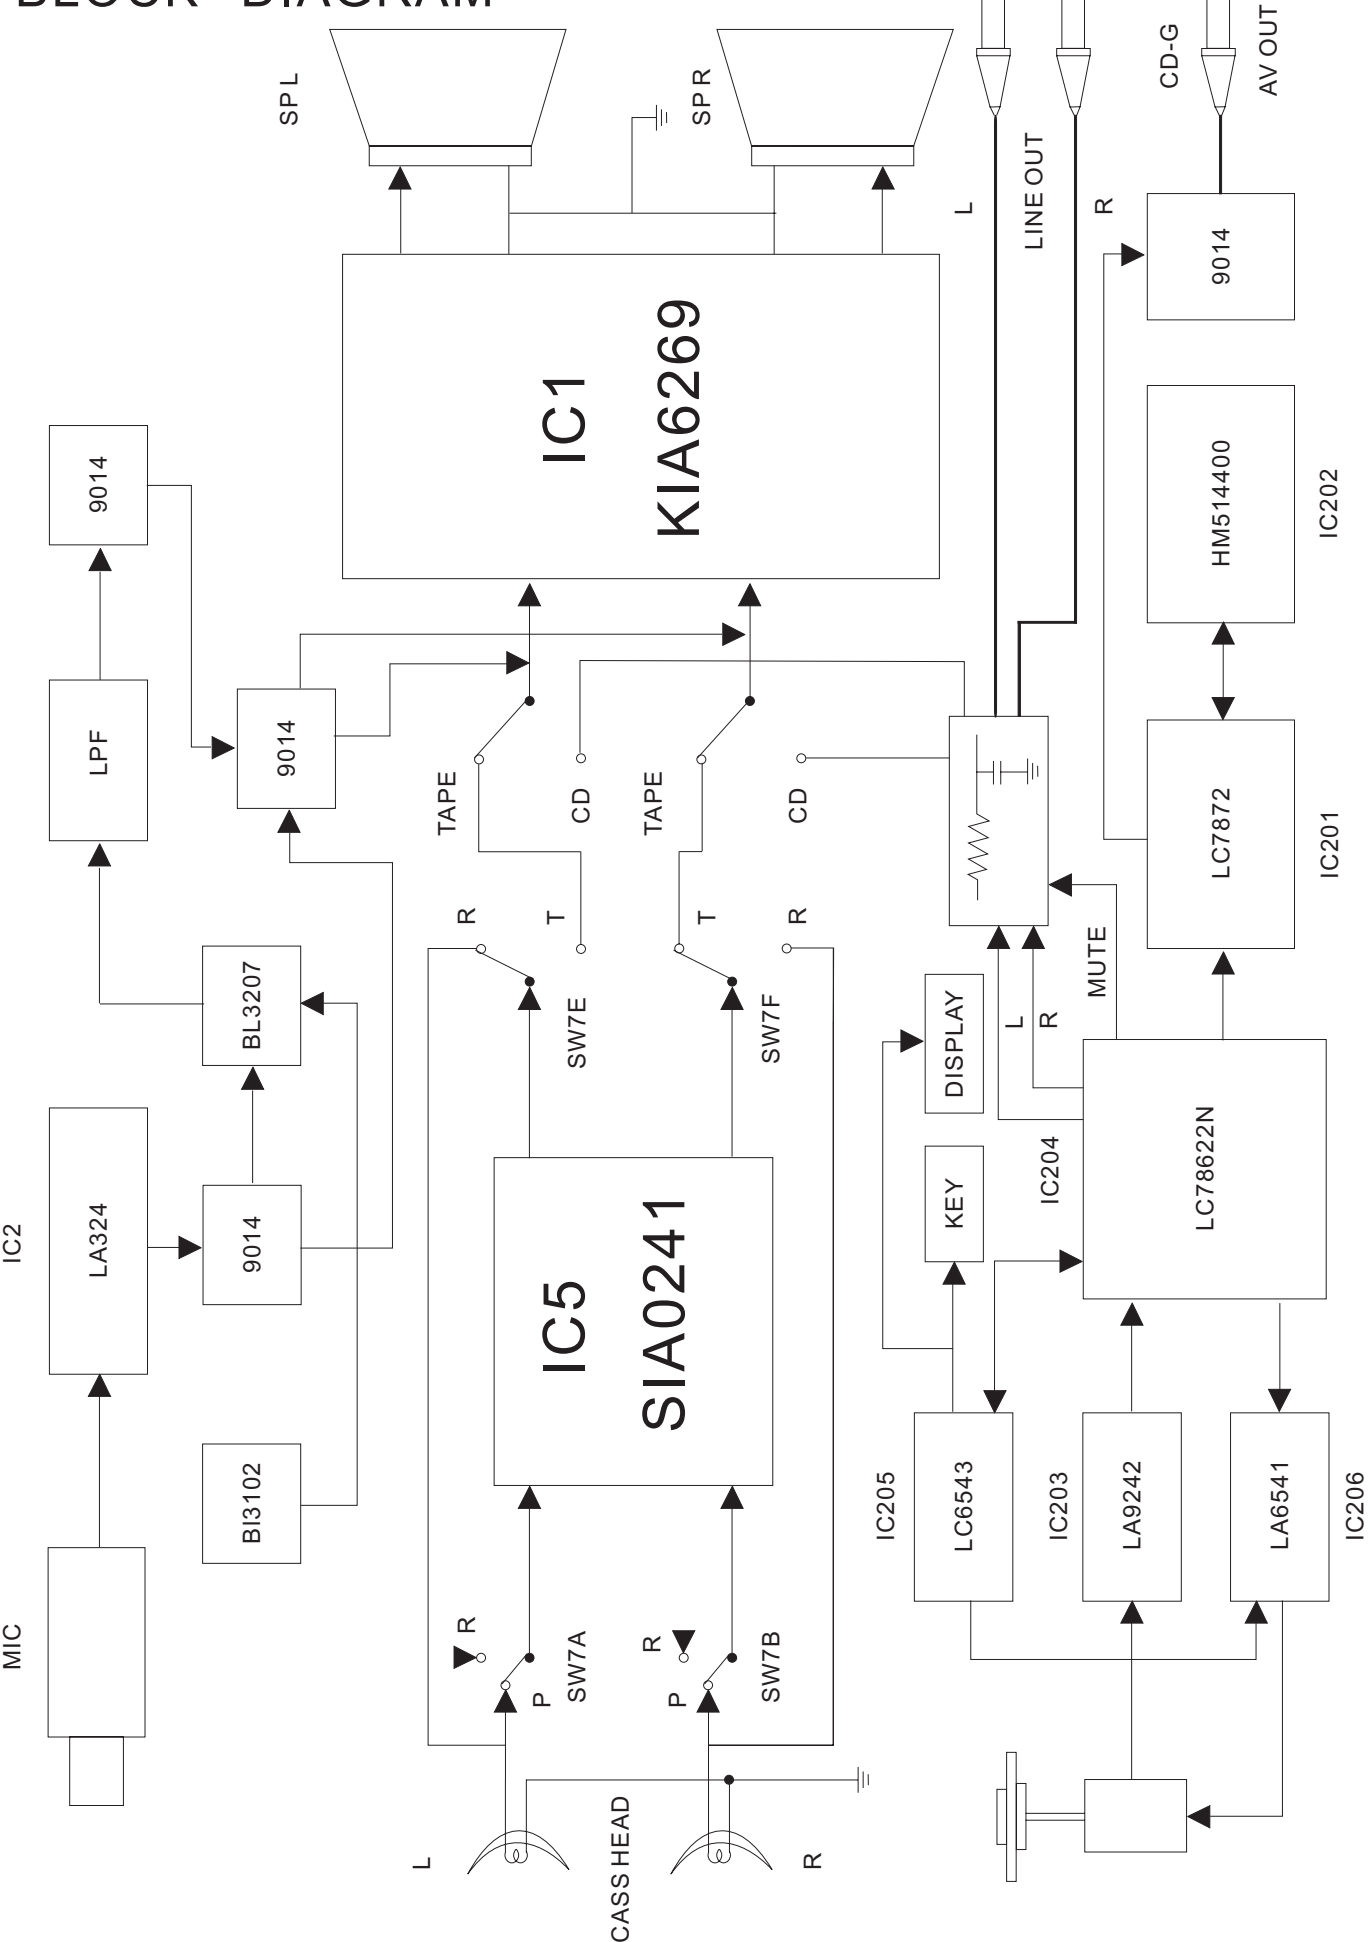 BLOCK DIAGRAM
SP L
SP R
CD-G
AV OUT
L
LINE OUT
R
9014
IC1
KIA6269
9014
HM514400
IC202
LPF
9014
TAPE
CD
TAPE
CD
LC7872
IC201
R
T
T
R
BL3207
SW7E
SW7F
DISPLAY
L
R
MUTE
IC2
LA324
9014
IC5
SIA0241
KEY
IC204
LC78622N
BI3102
IC205
LC6543
IC203
LA9242
LA6541
IC206
MIC
R
P
SW7A
R
P
SW7B
L
CASS HEAD
R